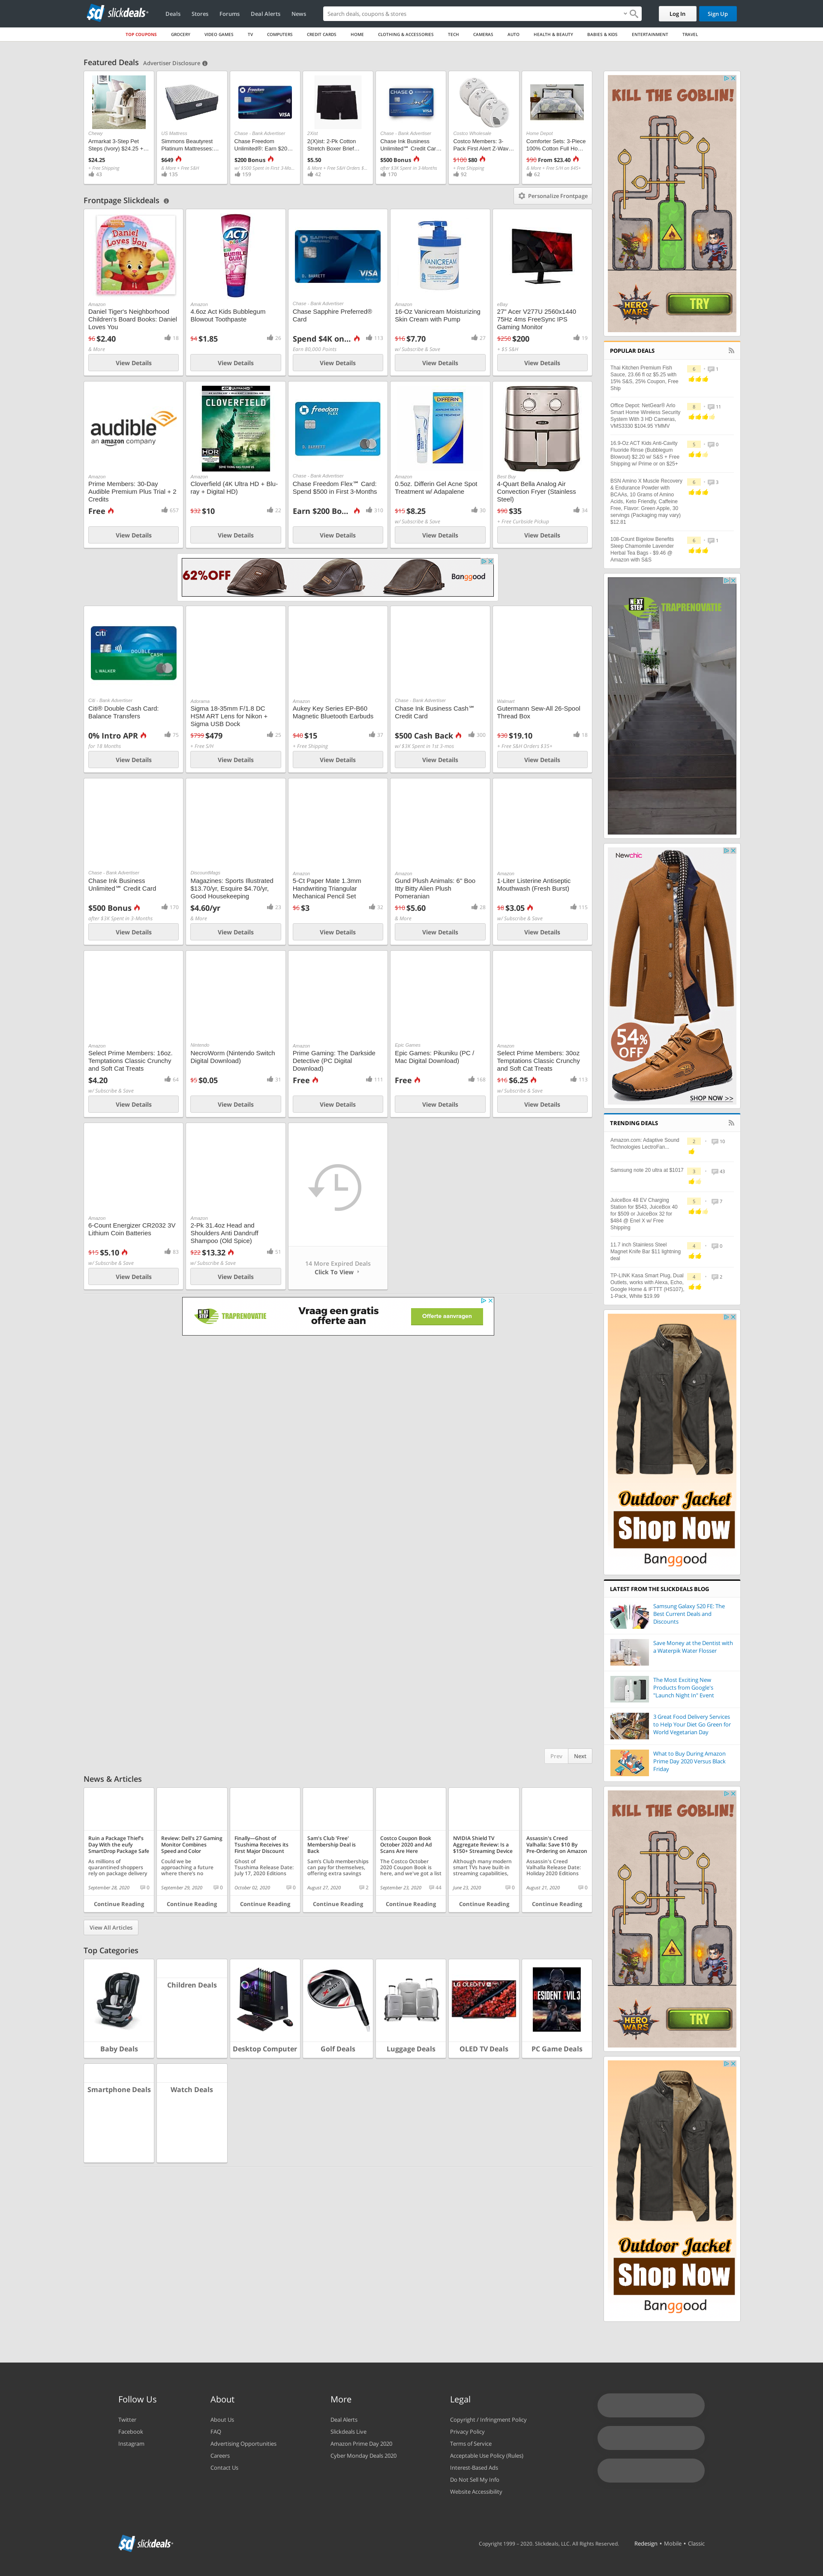 slickdeals
Deals
Stores
Forums
Deal Alerts
News
Search deals, coupons & stores
Log In
Sign Up
TOP COUPONS
GROCERY
VIDEO GAMES
TV
COMPUTERS
CREDIT CARDS
HOME
CLOTHING & ACCESSORIES
TECH
CAMERAS
AUTO
HEALTH & BEAUTY
BABIES & KIDS
ENTERTAINMENT
TRAVEL
Featured Deals Advertiser Disclosure
Chewy
Armarkat 3-Step Pet
Steps (Ivory) $24.25 +...
$24.25
+ Free Shipping
43
US Mattress
Simmons Beautyrest
Platinum Mattresses:...
$649
& More + Free S&H
135
Chase - Bank Advertiser
Chase Freedom
Unlimited®: Earn $20...
$200 Bonus
w/ $500 Spent in First 3-Mo...
159
2Xist
2(X)ist: 2-Pk Cotton
Stretch Boxer Brief...
$5.50
42
Chase - Bank Advertiser
Chase Ink Business
Unlimited℠ Credit Car...
$500 Bonus
after $3K Spent in 3-Months
170
Costco Wholesale
Costco Members: 3-
Pack First Alert Z-Wav...
$100 $80
+ Free Shipping
92
Home Depot
Comforter Sets: 3-Piece
100% Cotton Full Ho...
$90 From $23.40
& More + Free S/H on $45+
62
Frontpage Slickdeals
Personalize Frontpage
Amazon
Daniel Tiger's Neighborhood
Children's Board Books: Daniel
Loves You
$6 $2.40
18
& More
View Details
Amazon
4.6oz Act Kids Bubblegum
Blowout Toothpaste
$4 $1.85
26
View Details
Chase - Bank Advertiser
Chase Sapphire Preferred®
Card
Spend $4K on...
113
Earn 80,000 Points
View Details
Amazon
16-Oz Vanicream Moisturizing
Skin Cream with Pump
$16 $7.70
27
w/ Subscribe & Save
View Details
eBay
27" Acer V277U 2560x1440
75Hz 4ms FreeSync IPS
Gaming Monitor
$250 $200
19
+ $5 S&H
View Details
audible
an amazon company
Amazon
Prime Members: 30-Day
Audible Premium Plus Trial + 2
Credits
Free
657
View Details
CLOVERFIELD
Amazon
Cloverfield (4K Ultra HD + Blu-
ray + Digital HD)
$32 $10
22
View Details
Chase - Bank Advertiser
Chase Freedom Flex℠ Card:
Spend $500 in First 3-Months
Earn $200 Bo...
310
View Details
Amazon
0.5oz. Differin Gel Acne Spot
Treatment w/ Adapalene
$15 $8.25
30
w/ Subscribe & Save
View Details
Best Buy
4-Quart Bella Analog Air
Convection Fryer (Stainless
Steel)
$90 $35
34
+ Free Curbside Pickup
View Details
62%OFF
Banggood
Citi - Bank Advertiser
Citi® Double Cash Card:
Balance Transfers
0% Intro APR
75
for 18 Months
View Details
Adorama
Sigma 18-35mm F/1.8 DC
HSM ART Lens for Nikon +
Sigma USB Dock
$799 $479
25
+ Free S/H
View Details
Amazon
Aukey Key Series EP-B60
Magnetic Bluetooth Earbuds
$40 $15
37
+ Free Shipping
View Details
Chase - Bank Advertiser
Chase Ink Business Cash℠
Credit Card
$500 Cash Back
300
w/ $3K Spent in 1st 3-mos
View Details
Walmart
Gutermann Sew-All 26-Spool
Thread Box
$30 $19.10
18
+ Free S&H Orders $35+
View Details
Chase - Bank Advertiser
Chase Ink Business
Unlimited℠ Credit Card
$500 Bonus
170
after $3K Spent in 3-Months
View Details
DiscountMags
Magazines: Sports Illustrated
$13.70/yr, Esquire $4.70/yr,
Good Housekeeping
$4.60/yr
23
& More
View Details
Amazon
5-Ct Paper Mate 1.3mm
Handwriting Triangular
Mechanical Pencil Set
$6 $3
32
View Details
Amazon
Gund Plush Animals: 6" Boo
Itty Bitty Alien Plush
Pomeranian
$10 $5.60
28
& More
View Details
Amazon
1-Liter Listerine Antiseptic
Mouthwash (Fresh Burst)
$8 $3.05
115
w/ Subscribe & Save
View Details
Amazon
Select Prime Members: 16oz.
Temptations Classic Crunchy
and Soft Cat Treats
$4.20
64
w/ Subscribe & Save
View Details
Nintendo
NecroWorm (Nintendo Switch
Digital Download)
$5 $0.05
31
View Details
Amazon
Prime Gaming: The Darkside
Detective (PC Digital
Download)
Free
111
View Details
Epic Games
Epic Games: Pikuniku (PC /
Mac Digital Download)
Free
168
View Details
Amazon
Select Prime Members: 30oz
Temptations Classic Crunchy
and Soft Cat Treats
$16 $6.25
113
w/ Subscribe & Save
View Details
Amazon
6-Count Energizer CR2032 3V
Lithium Coin Batteries
$15 $5.10
83
w/ Subscribe & Save
View Details
Amazon
2-Pk 31.4oz Head and
Shoulders Anti Dandruff
Shampoo (Old Spice)
$22 $13.32
51
w/ Subscribe & Save
View Details
14 More Expired Deals
Click To View
TRAPRENOVATIE
Vraag een gratis
offerte aan
Offerte aanvragen
Prev
Next
News & Articles
Ruin a Package Thief's
Day With the eufy
SmartDrop Package Safe
As millions of
quarantined shoppers
rely on package delivery
September 28, 2020
0
Continue Reading
Review: Dell's 27 Gaming
Monitor Combines
Speed and Color
Could we be
approaching a future
where there's no
September 29, 2020
0
Continue Reading
Finally—Ghost of
Tsushima Receives its
First Major Discount
Ghost of
Tsushima Release Date:
July 17, 2020 Editions
October 02, 2020
0
Continue Reading
Sam's Club 'Free'
Membership Deal is
Back
Sam's Club memberships
can pay for themselves,
offering extra savings
August 27, 2020
2
Continue Reading
Costco Coupon Book
October 2020 and Ad
Scans Are Here
The Costco October
2020 Coupon Book is
here, and we've got a list
September 23, 2020
44
Continue Reading
NVIDIA Shield TV
Aggregate Review: Is a
$150+ Streaming Device
Although many modern
smart TVs have built-in
streaming capabilities,
June 23, 2020
0
Continue Reading
Assassin's Creed
Valhalla: Save $10 By
Pre-Ordering on Amazon
Assassin's Creed
Valhalla Release Date:
Holiday 2020 Editions
August 21, 2020
0
Continue Reading
View All Articles
Top Categories
Baby Deals
Children Deals
Desktop Computer
Golf Deals
Luggage Deals
OLED TV Deals
PC Game Deals
Smartphone Deals
Watch Deals
KILL THE GOBLIN!
HERO WARS
TRY
POPULAR DEALS
Thai Kitchen Premium Fish
Sauce, 23.66 fl oz $5.25 with
15% S&S, 25% Coupon, Free
Ship
6
1
Office Depot: NetGear® Arlo
Smart Home Wireless Security
System With 3 HD Cameras,
VMS3330 $104.95 YMMV
9
11
16.9-Oz ACT Kids Anti-Cavity
Fluoride Rinse (Bubblegum
Blowout) $2.20 w/ S&S + Free
Shipping w/ Prime or on $25+
5
0
BSN Amino X Muscle Recovery
& Endurance Powder with
BCAAs, 10 Grams of Amino
Acids, Keto Friendly, Caffeine
Free, Flavor: Green Apple, 30
servings (Packaging may vary)
$12.61
6
3
108-Count Bigelow Benefits
Sleep Chamomile Lavender
Herbal Tea Bags - $9.46 @
Amazon with S&S
6
1
NEXT STEP TRAPRENOVATIE
Newchic
54%
OFF
SHOP NOW >>
TRENDING DEALS
Amazon.com: Adaptive Sound
Technologies LectroFan...
2
10
Samsung note 20 ultra at $1017
3
43
JuiceBox 48 EV Charging
Station for $543, JuiceBox 40
for $509 or JuiceBox 32 for
$484 @ Enel X w/ Free
Shipping
5
7
11.7 inch Stainless Steel
Magnet Knife Bar $11 lightning
deal
4
0
TP-LINK Kasa Smart Plug, Dual
Outlets, works with Alexa, Echo,
Google Home & IFTTT (HS107),
1-Pack, White $19.99
4
2
Outdoor Jacket
Shop Now
Banggood
LATEST FROM THE SLICKDEALS BLOG
Samsung Galaxy S20 FE: The
Best Current Deals and
Discounts
Save Money at the Dentist with
a Waterpik Water Flosser
The Most Exciting New
Products from Google's
"Launch Night In" Event
3 Great Food Delivery Services
to Help Your Diet Go Green for
World Vegetarian Day
What to Buy During Amazon
Prime Day 2020 Versus Black
Friday
KILL THE GOBLIN!
HERO WARS
TRY
Outdoor Jacket
Shop Now
Banggood
Follow Us
Twitter
Facebook
Instagram
About
About Us
FAQ
Advertising Opportunities
Careers
Contact Us
More
Deal Alerts
Slickdeals Live
Amazon Prime Day 2020
Cyber Monday Deals 2020
Legal
Copyright / Infringment Policy
Privacy Policy
Terms of Service
Acceptable Use Policy (Rules)
Interest-Based Ads
Do Not Sell My Info
Website Accessibility
slickdeals
Copyright 1999 - 2020. Slickdeals, LLC. All Rights Reserved.
Redesign • Mobile • Classic